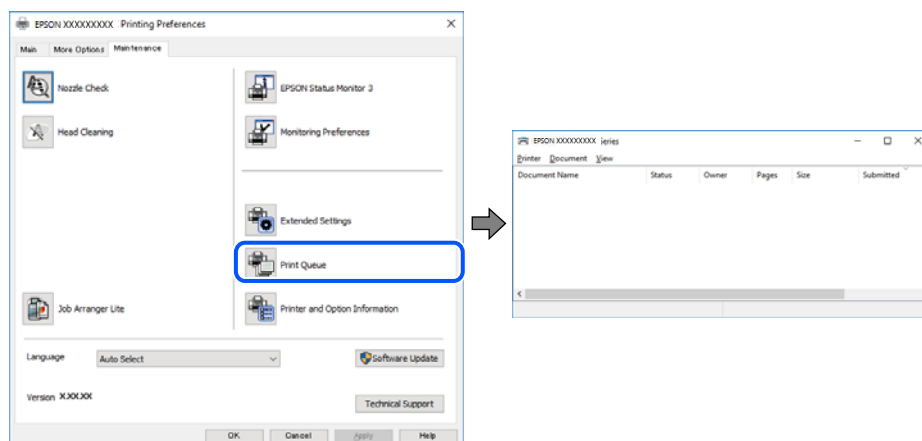 EPSON XXXXXXXXX Printing Preferences
Main More Options Maintenance
Nozzle Check
EPSON Status Monitor 3
Head Cleaning
Monitoring Preferences
Extended Settings
Print Queue
Job Arranger Lite
Printer and Option Information
Language Auto Select Software Update
Version X.XX.XX
Technical Support
OK Cancel Apply Help
EPSON XXXXXXXXX ieries
Printer Document View
Document Name Status Owner Pages Size Submitted